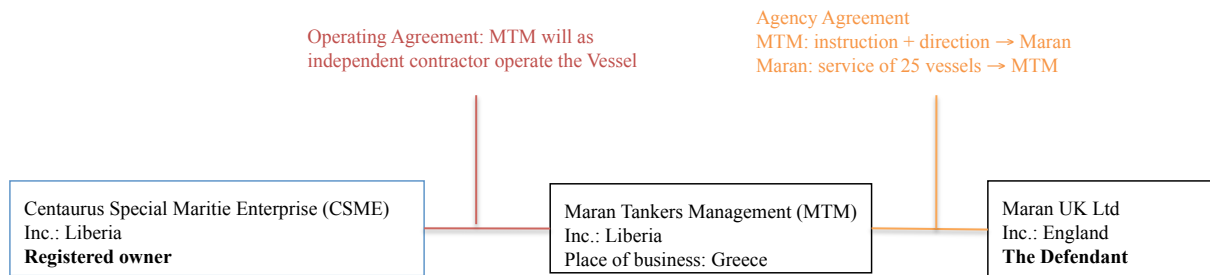 Operating Agreement: MTM will as
independent contractor operate the Vessel
Agency Agreement
MTM: instruction + direction → Maran
Maran: service of 25 vessels → MTM
Centaurus Special Maritie Enterprise (CSME)
Inc.: Liberia
Registered owner
Maran Tankers Management (MTM)
Inc.: Liberia
Place of business: Greece
Maran UK Ltd
Inc.: England
The Defendant